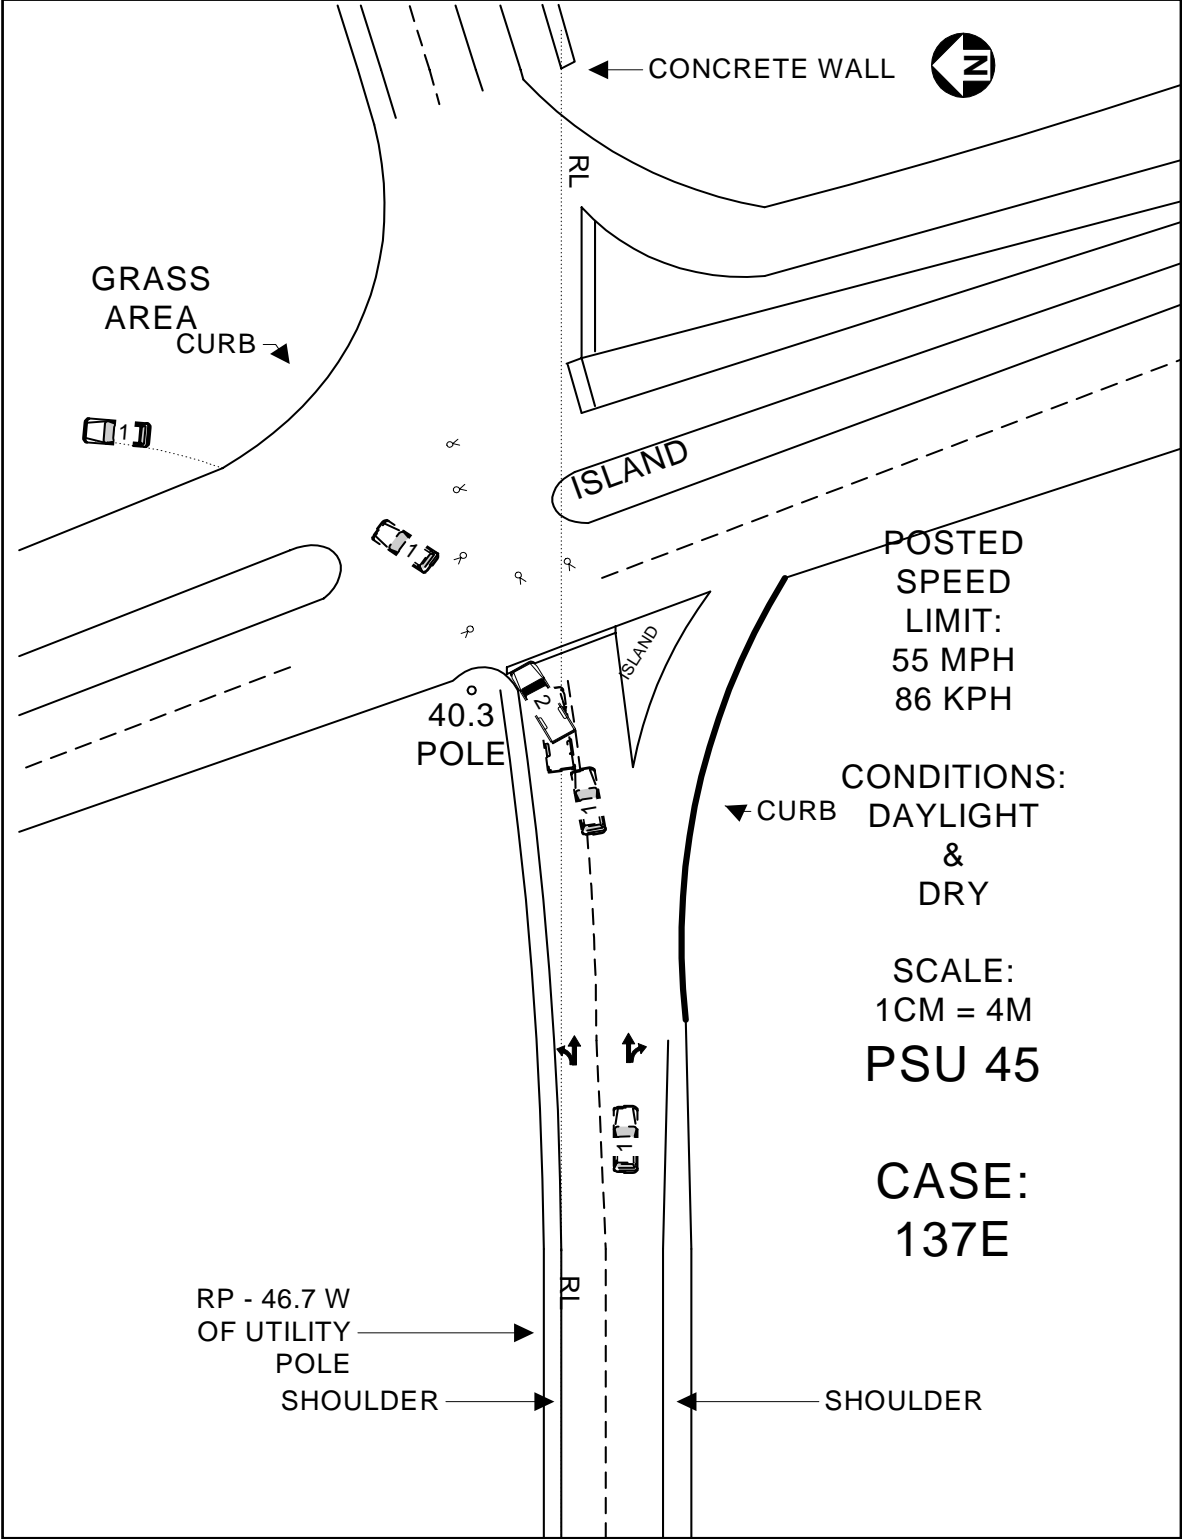 CONCRETE WALL
N
RL
GRASS
AREA
CURB
1
ISLAND
1
POSTED
SPEED
LIMIT:
55 MPH
86 KPH
ISLAND
2
40.3
POLE
1
CURB
CONDITIONS:
DAYLIGHT
&
DRY
SCALE:
1CM = 4M
PSU 45
1
CASE:
137E
RL
RP - 46.7 W
OF UTILITY
POLE
SHOULDER
SHOULDER